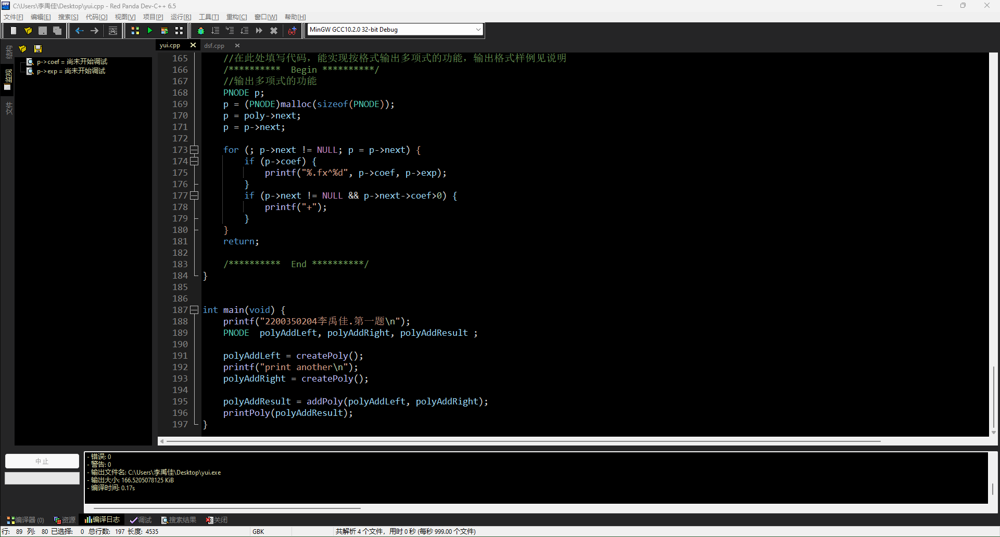 C:\Users\李禹佳\Desktop\yui.cpp - Red Panda Dev-C++ 6.5
文件[F] 编辑[E] 搜索[S] 代码[O] 视图[V] 项目[P] 运行[R] 工具[T] 重构[C] 窗口[W] 帮助[H]
MinGW GCC10.2.0 32-bit Debug
结构
监视
文件
p->coef = 尚未开始调试
p->exp = 尚未开始调试
yui.cpp dsf.cpp
165 //在此处填写代码，能实现按格式输出多项式的功能，输出格式样例见说明
166 /********** Begin **********/
167 //输出多项式的功能
168 PNODE p;
169 p = (PNODE)malloc(sizeof(PNODE));
170 p = poly->next;
171 p = p->next;
172
173 for (; p->next != NULL; p = p->next) {
174 if (p->coef) {
175 printf("%.fx^%d", p->coef, p->exp);
176 }
177 if (p->next != NULL && p->next->coef>0) {
178 printf("+");
179 }
180 }
181 return;
182
183 /********** End **********/
184 }
185
186
187 int main(void) {
188 printf("2200350204李禹佳.第一题\n");
189 PNODE  polyAddLeft, polyAddRight, polyAddResult ;
190
191 polyAddLeft = createPoly();
192 printf("print another\n");
193 polyAddRight = createPoly();
194
195 polyAddResult = addPoly(polyAddLeft, polyAddRight);
196 printPoly(polyAddResult);
197 }
中止
- 错误: 0
- 警告: 0
- 输出文件名: C:\Users\李禹佳\Desktop\yui.exe
- 输出大小: 166.5205078125 KiB
- 编译时间: 0.17s
编译器 (0) 资源 编译日志 调试 搜索结果 关闭
行: 89 列: 80 已选择: 0 总行数: 197 长度: 4535 GBK 共解析 4 个文件，用时 0 秒 (每秒 999.00 个文件)